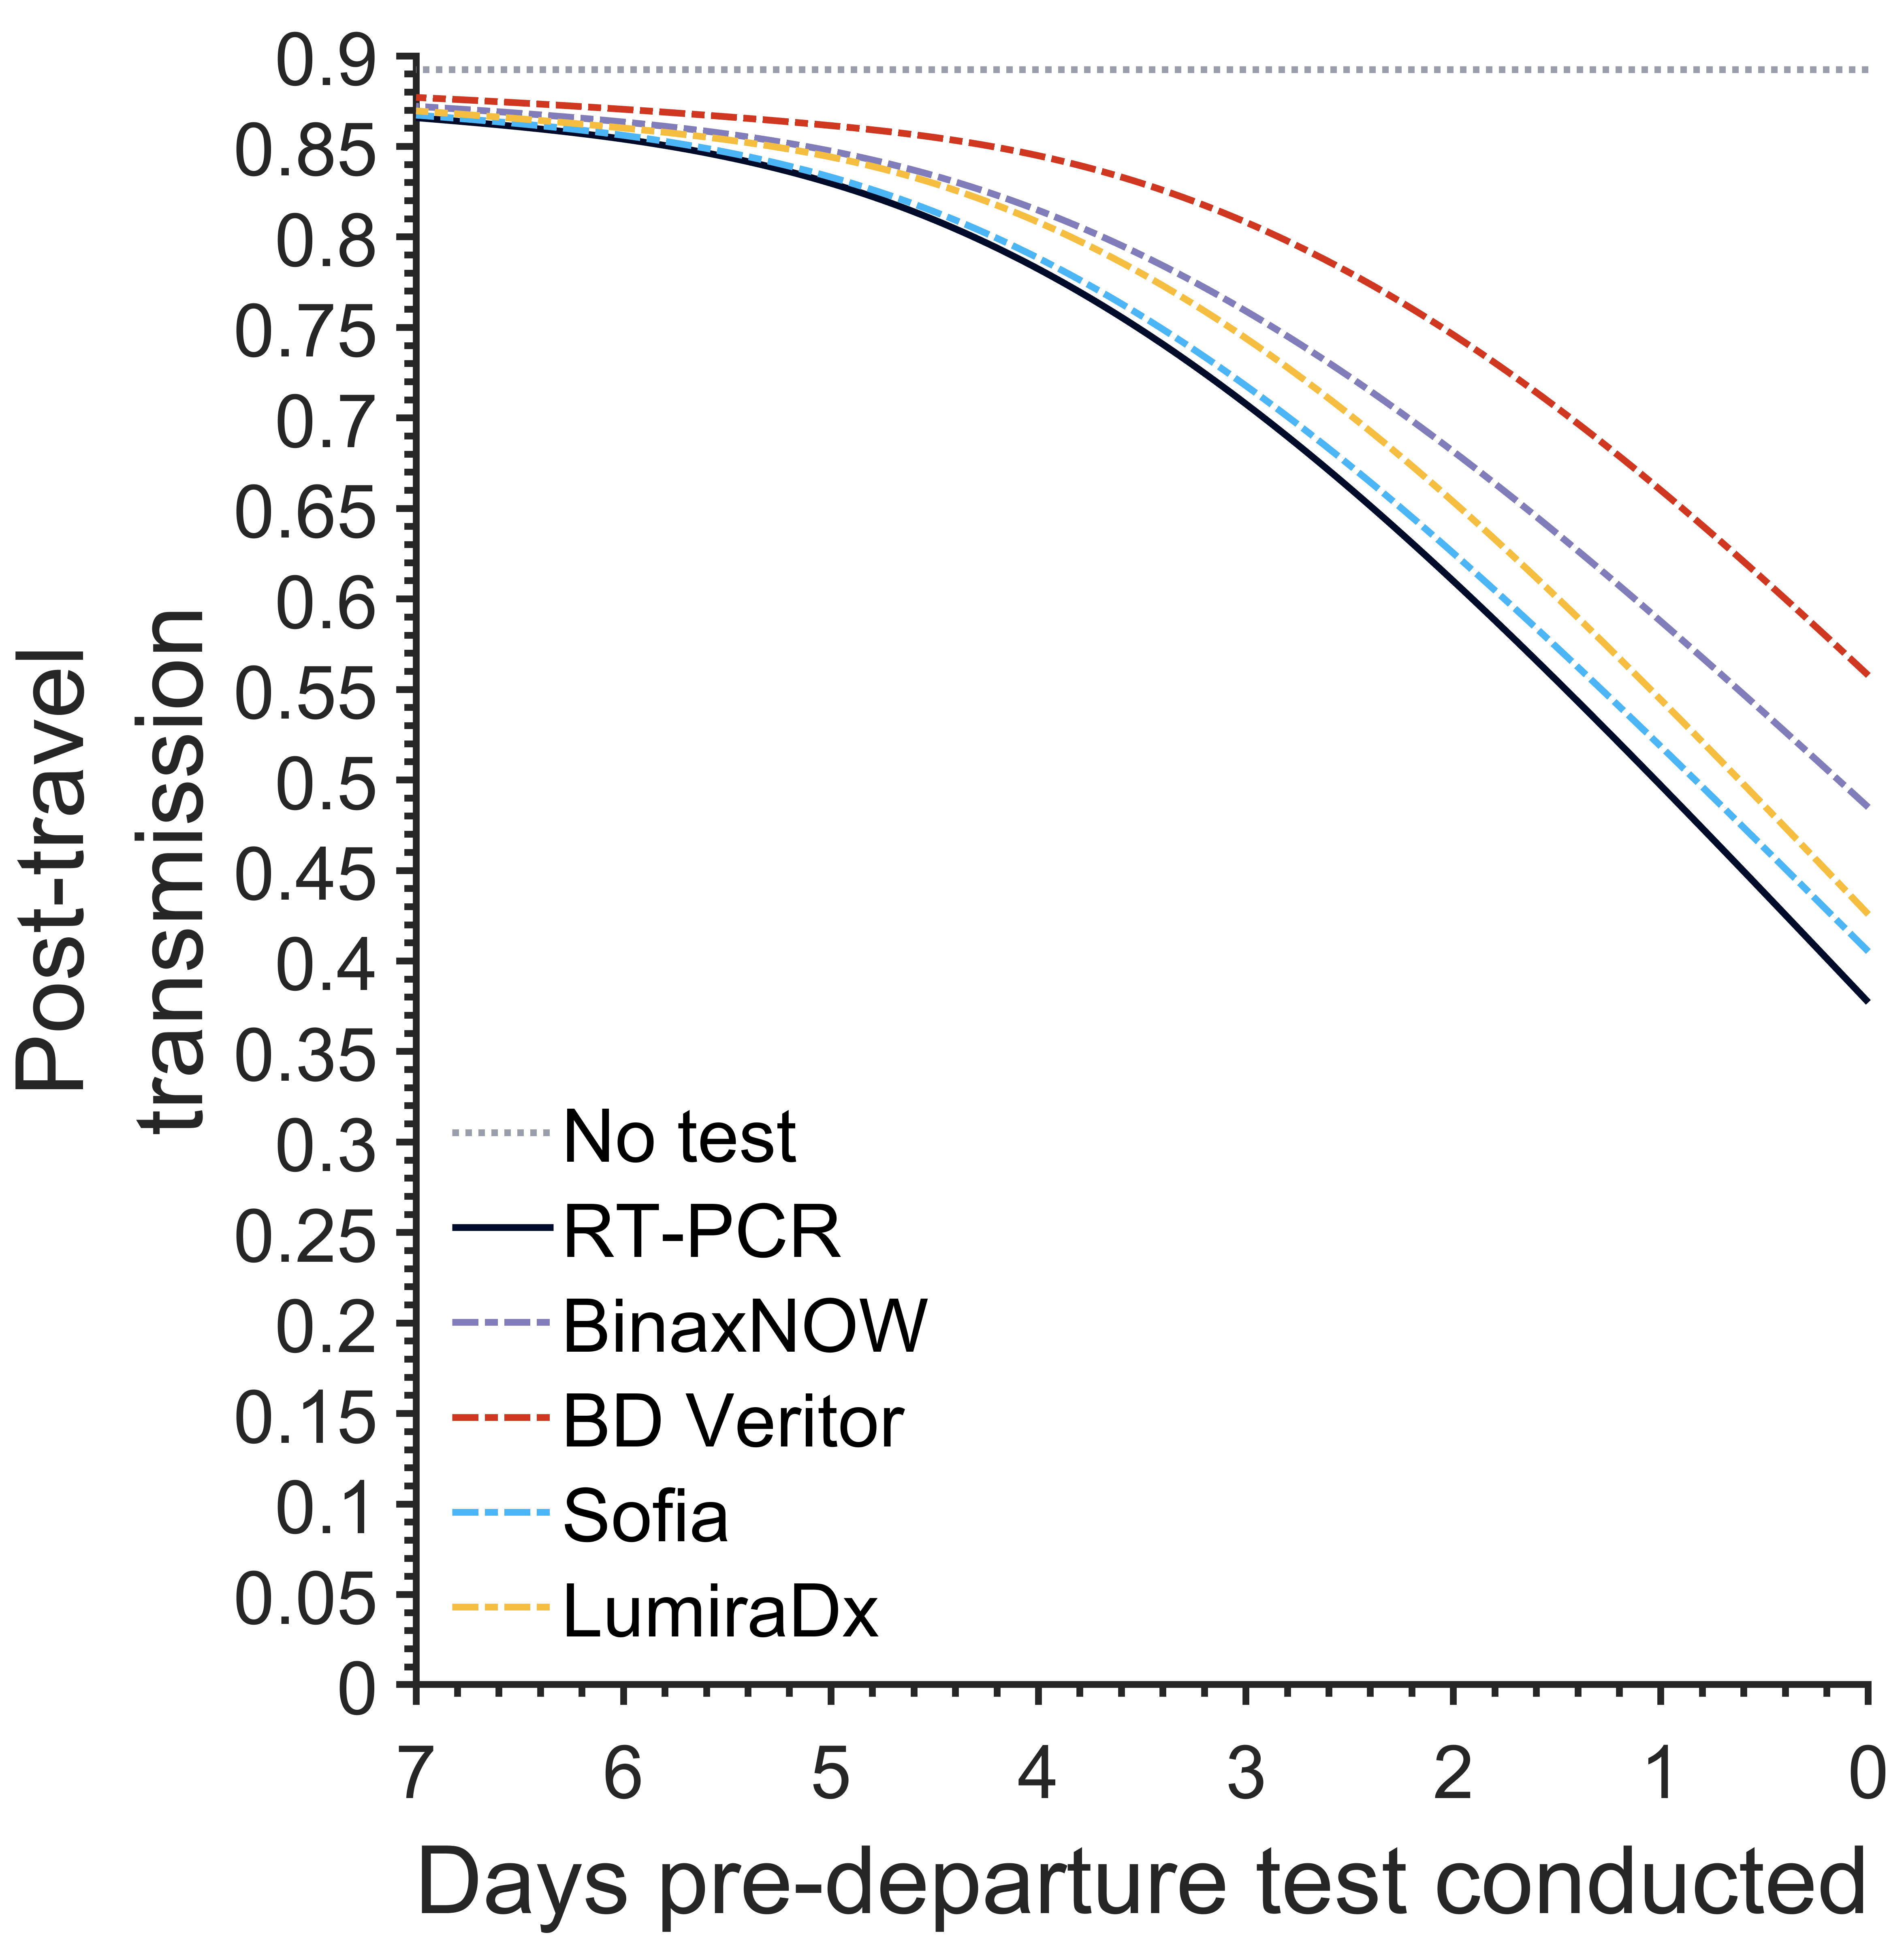 Post-travel
transmission
0.9
0.85
0.8
0.75
0.7
0.65
0.6
0.55
0.5
0.45
0.4
0.35
0.3
0.25
0.2
0.15
0.1
0.05
0
No test
RT-PCR
BinaxNOW
BD Veritor
Sofia
LumiraDx
7 6 5 4 3 2 1 0
Days pre-departure test conducted